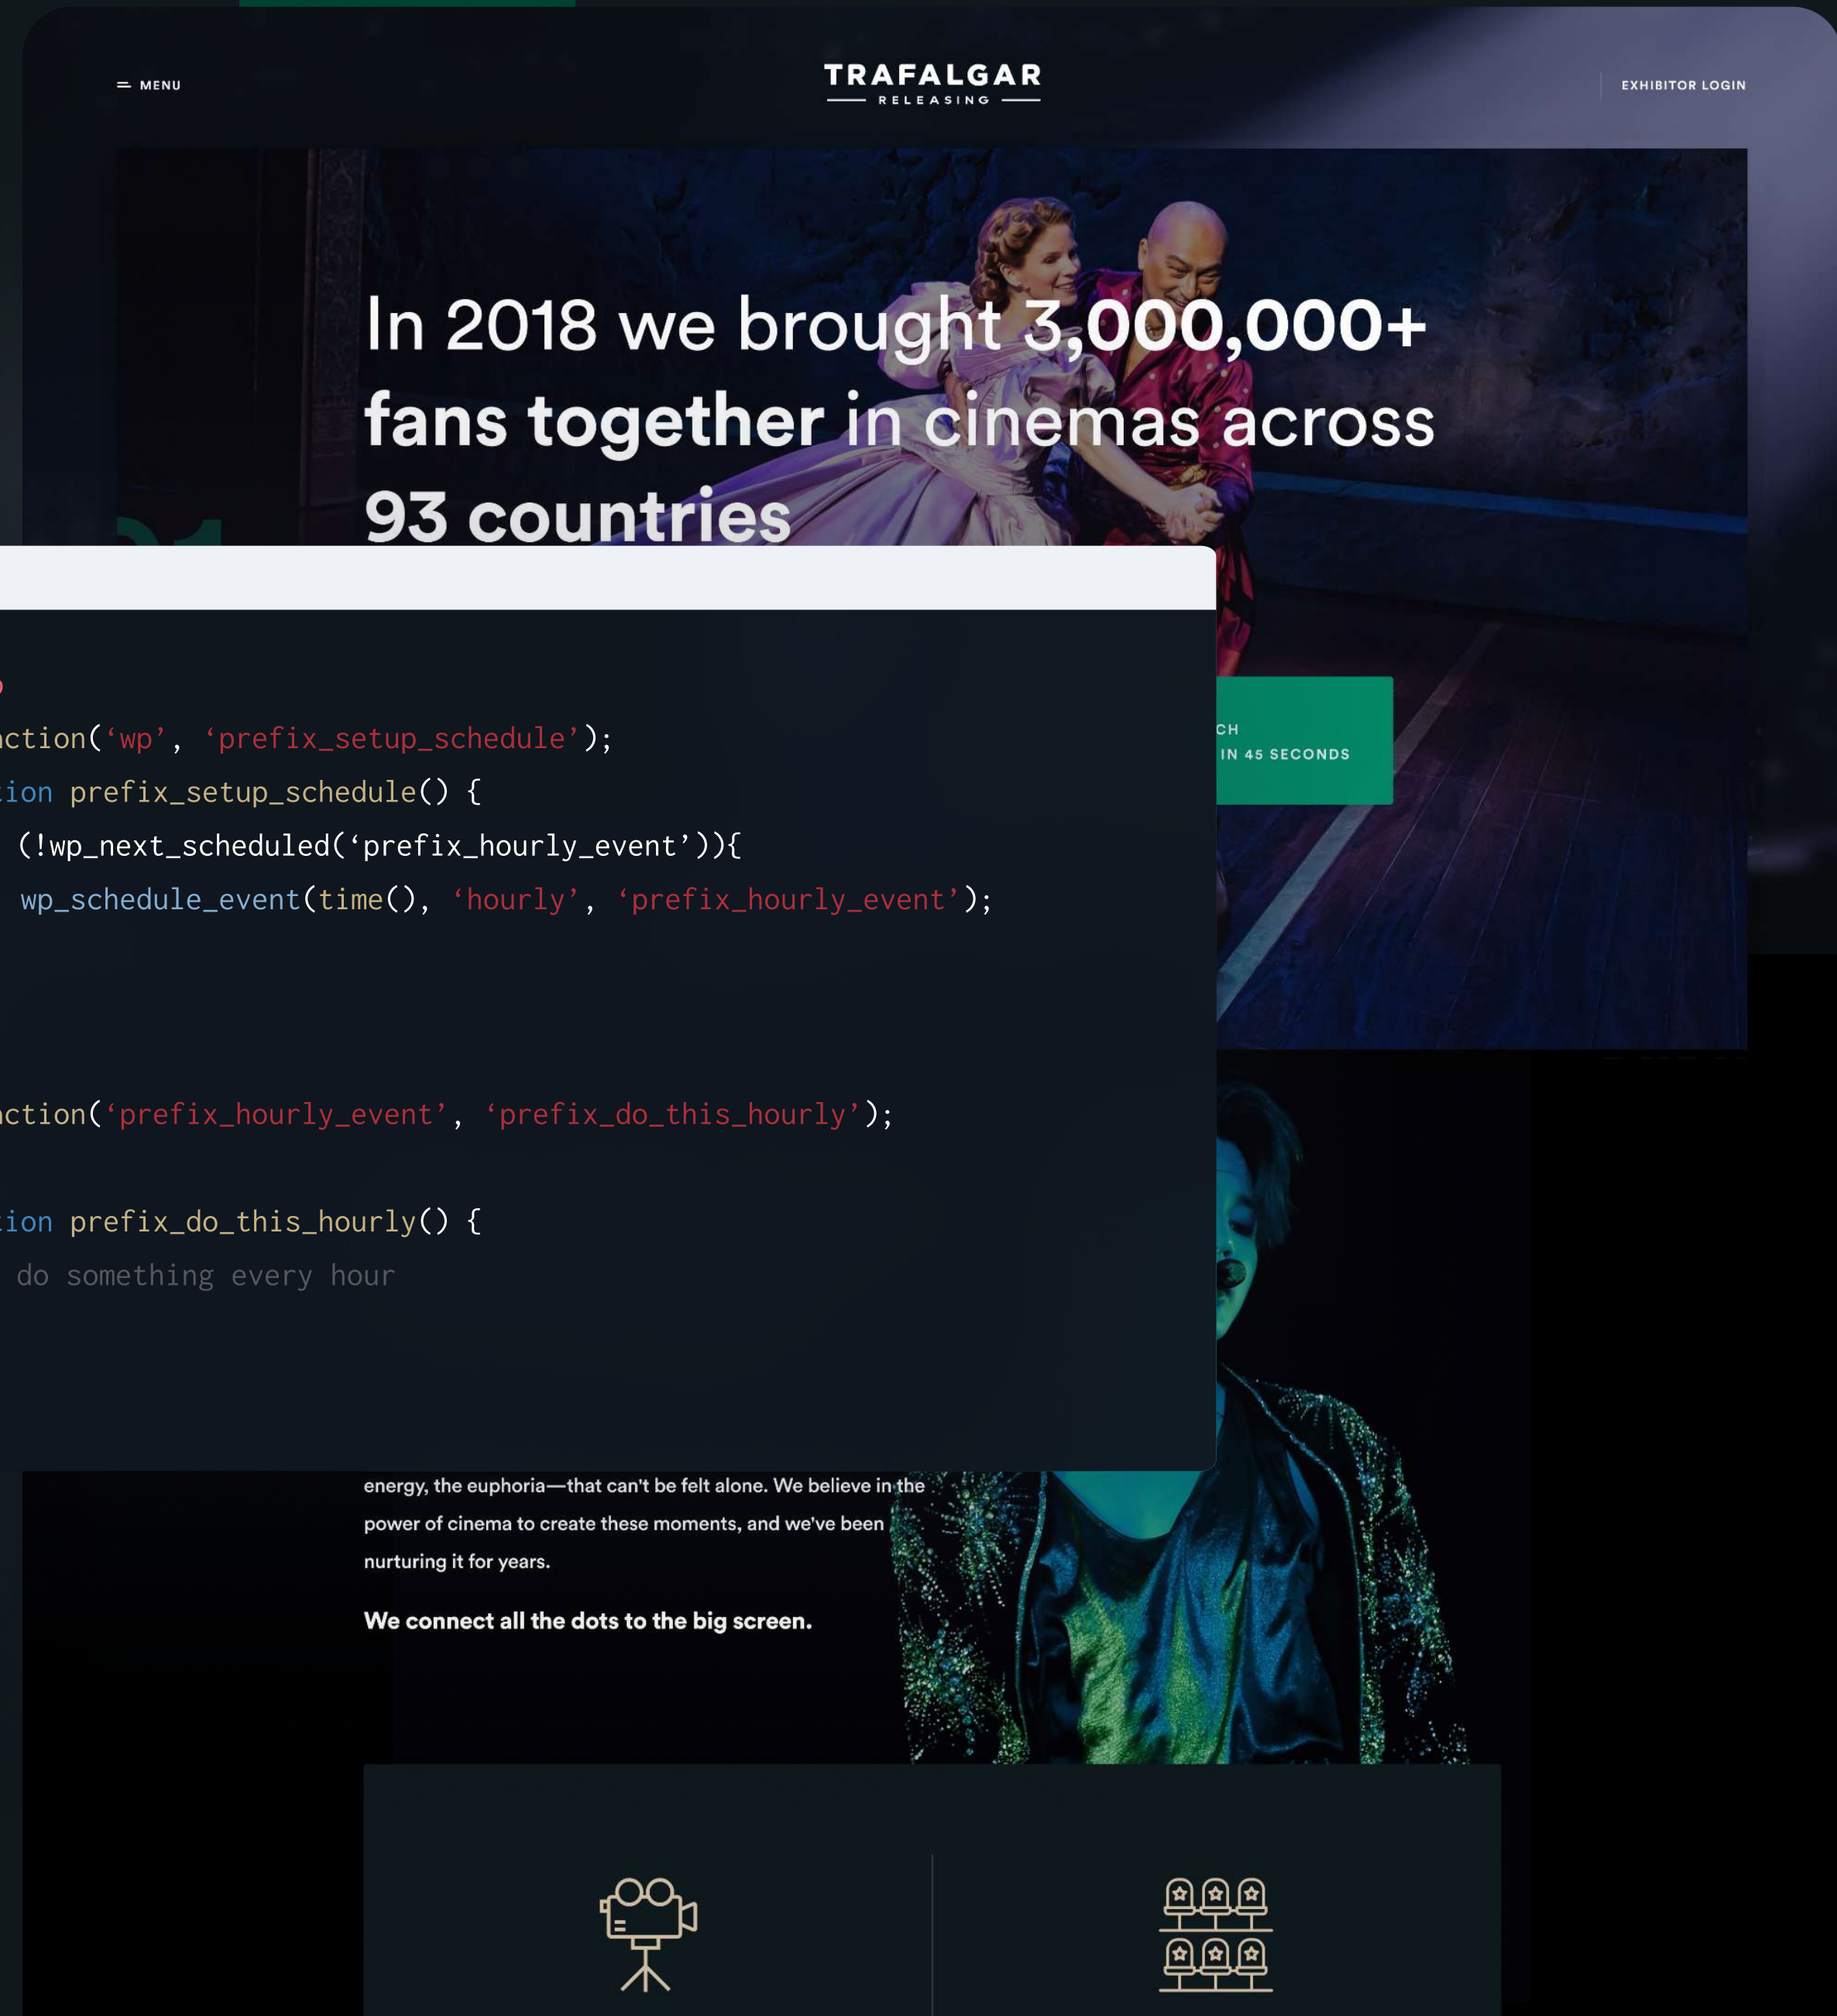 MENU
TRAFALGAR
RELEASING
EXHIBITOR LOGIN
In 2018 we brought 3,000,000+
fans together in cinemas across
93 countries
01
CH
IN 45 SECONDS
ction(‘wp’, ‘prefix_setup_schedule’);
ion prefix_setup_schedule() {
(!wp_next_scheduled(‘prefix_hourly_event’)){
wp_schedule_event(time(), ‘hourly’, ‘prefix_hourly_event’);
ction(‘prefix_hourly_event’, ‘prefix_do_this_hourly’);
ion prefix_do_this_hourly() {
do something every hour
energy, the euphoria—that can't be felt alone. We believe in the
power of cinema to create these moments, and we've been
nurturing it for years.
We connect all the dots to the big screen.